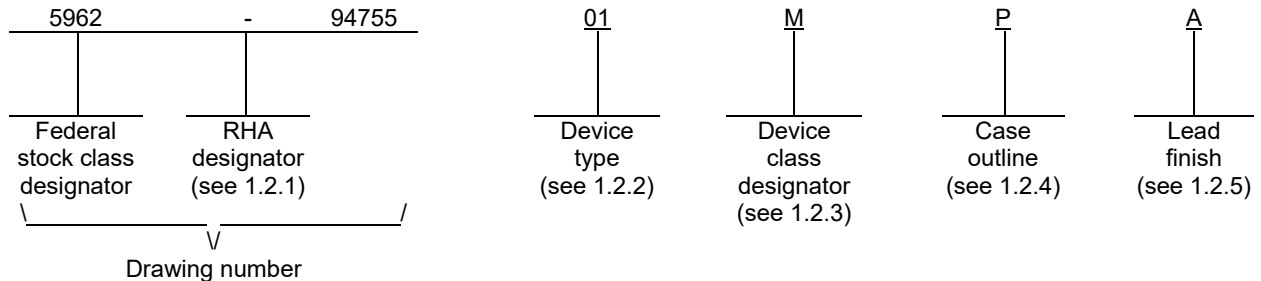 5962 - 94755 01 M P A
Federal stock class designator
RHA designator (see 1.2.1)
Device type (see 1.2.2)
Device class designator (see 1.2.3)
Case outline (see 1.2.4)
Lead finish (see 1.2.5)
Drawing number